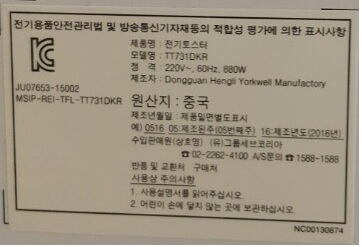 전기용품안전관리법 및 방송통신기자재등의 적합성 평가에 의한 표시사항
제품명 : 전기토스터
모델명 : TT731DKR
정 격 : 220V~, 60Hz, 880W
제조자 : Dongguan Hengli Yorkwell Manufactory
JU07653-15002
MSIP-REI-TFL-TT731DKR
원산지 : 중국
제조년월일 : 제품밑면별도표시
예) 0516 05:제조된주(05번째주) 16:제조년도(2016년)
수입판매원(상호명) (유)그룹세브코리아
☎ 02-2262-4100 A/S문의 ☎ 1588-1588
반품 및 교환처 구매처
사용상 주의사항
1. 사용설명서를 읽어주십시오.
2. 어린이 손에 닿지 않는 곳에 보관하십시오.
NC00130674